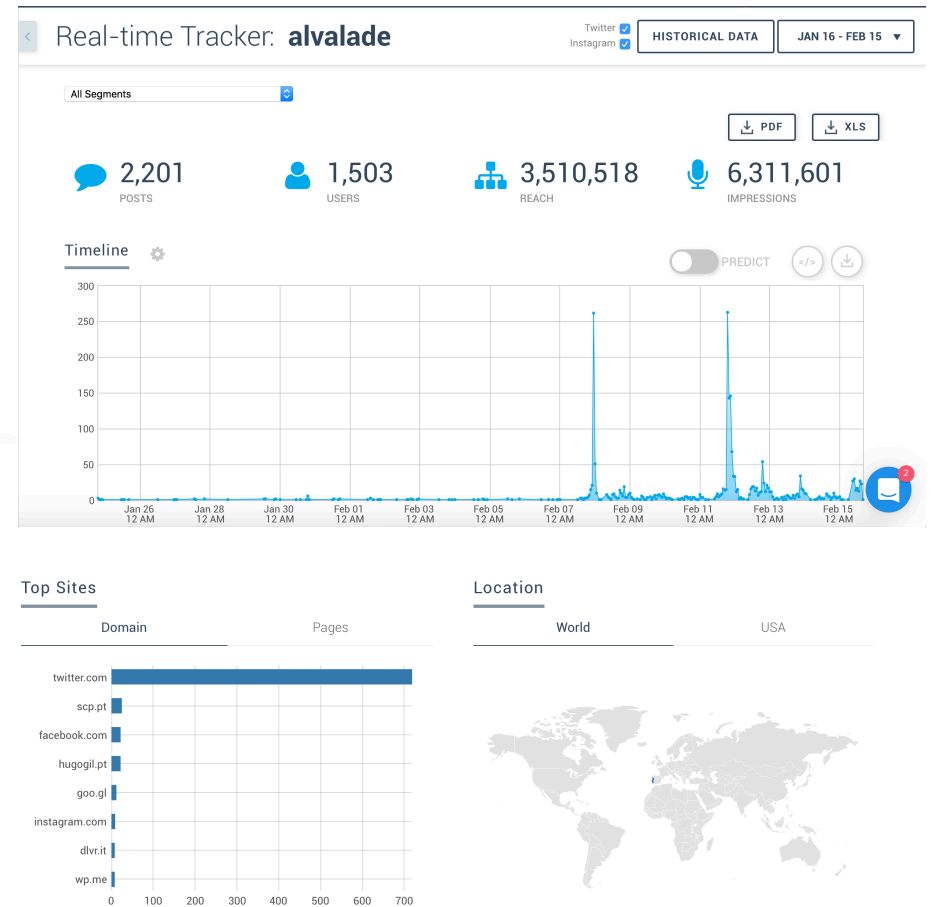 Real-time Tracker: alvalade
Twitter
Instagram
HISTORICAL DATA
JAN 16 - FEB 15
All Segments
PDF
XLS
2,201
POSTS
1,503
USERS
3,510,518
REACH
6,311,601
IMPRESSIONS
Timeline
PREDICT
</>
300
250
200
150
100
50
0
Jan 26
12 AM
Jan 28
12 AM
Jan 30
12 AM
Feb 01
12 AM
Feb 03
12 AM
Feb 05
12 AM
Feb 07
12 AM
Feb 09
12 AM
Feb 11
12 AM
Feb 13
12 AM
Feb 15
12 AM
2
Top Sites
Domain
Pages
twitter.com
scp.pt
facebook.com
hugogil.pt
goo.gl
instagram.com
dlvr.it
wp.me
0 100 200 300 400 500 600 700
Location
World
USA